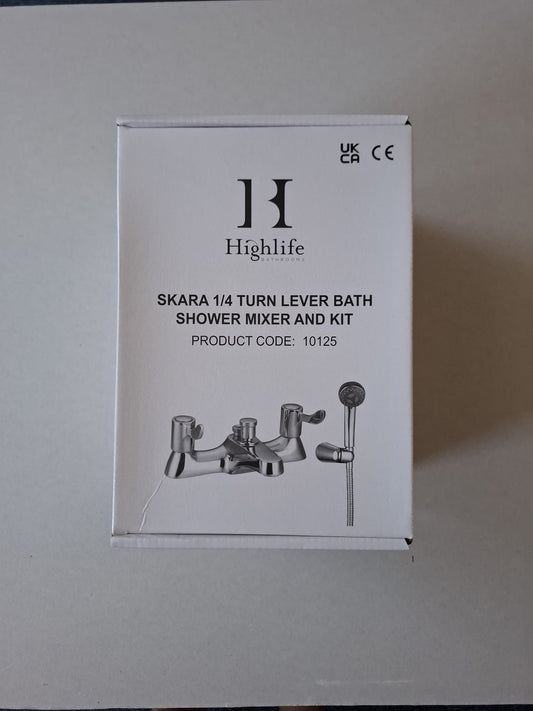 UK
CA CE
Highlife
BATHROOMS
SKARA 1/4 TURN LEVER BATH
SHOWER MIXER AND KIT
PRODUCT CODE: 10125